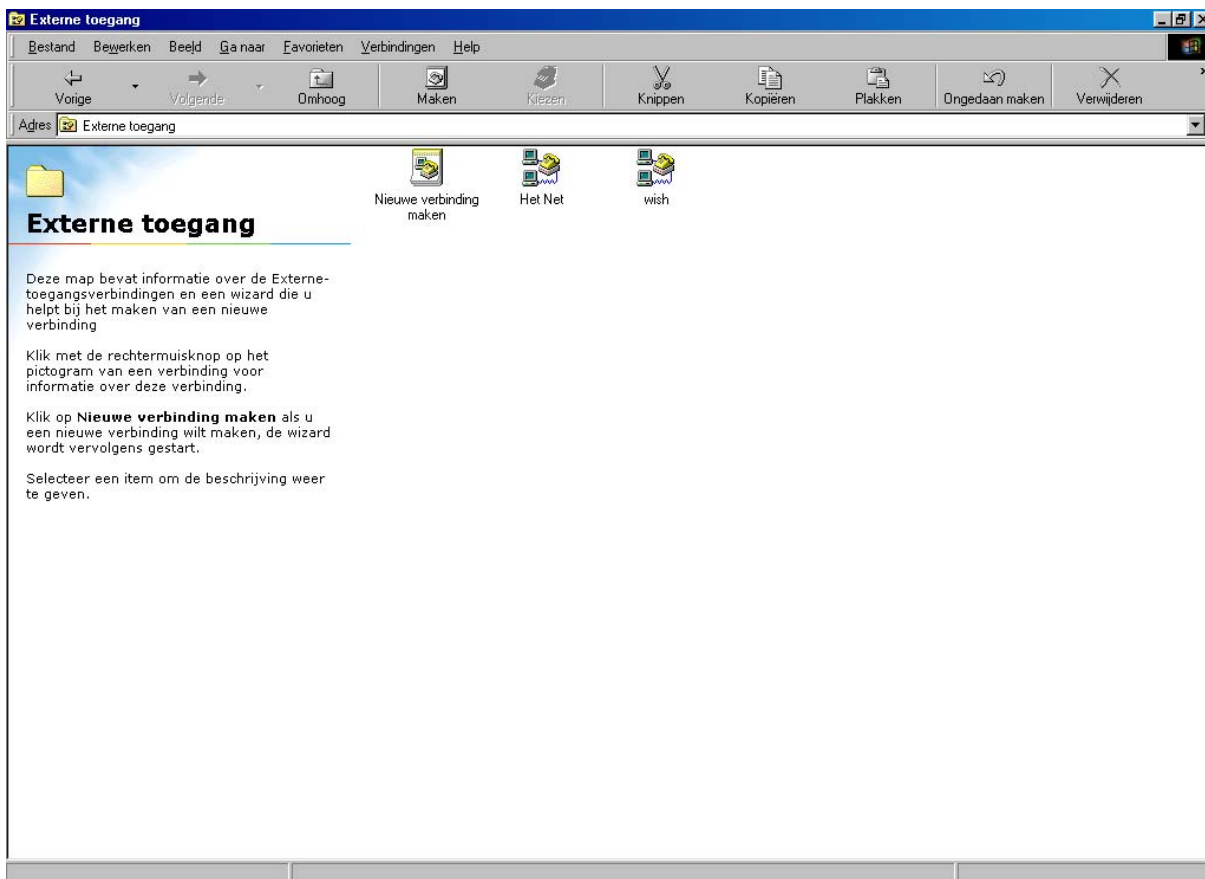 Externe toegang
Bestand Bewerken Beeld Ga naar Favorieten Verbindingen Help
Vorige Volgende Omhoog Maken Kiezen Knippen Kopiëren Plakken Ongedaan maken Verwijderen
Adres Externe toegang
Externe toegang
Deze map bevat informatie over de Externe-
toegangsverbindingen en een wizard die u
helpt bij het maken van een nieuwe
verbinding
Klik met de rechtermuisknop op het
pictogram van een verbinding voor
informatie over deze verbinding.
Klik op Nieuwe verbinding maken als u
een nieuwe verbinding wilt maken, de wizard
wordt vervolgens gestart.
Selecteer een item om de beschrijving weer
te geven.
Nieuwe verbinding
maken
Het Net
wish